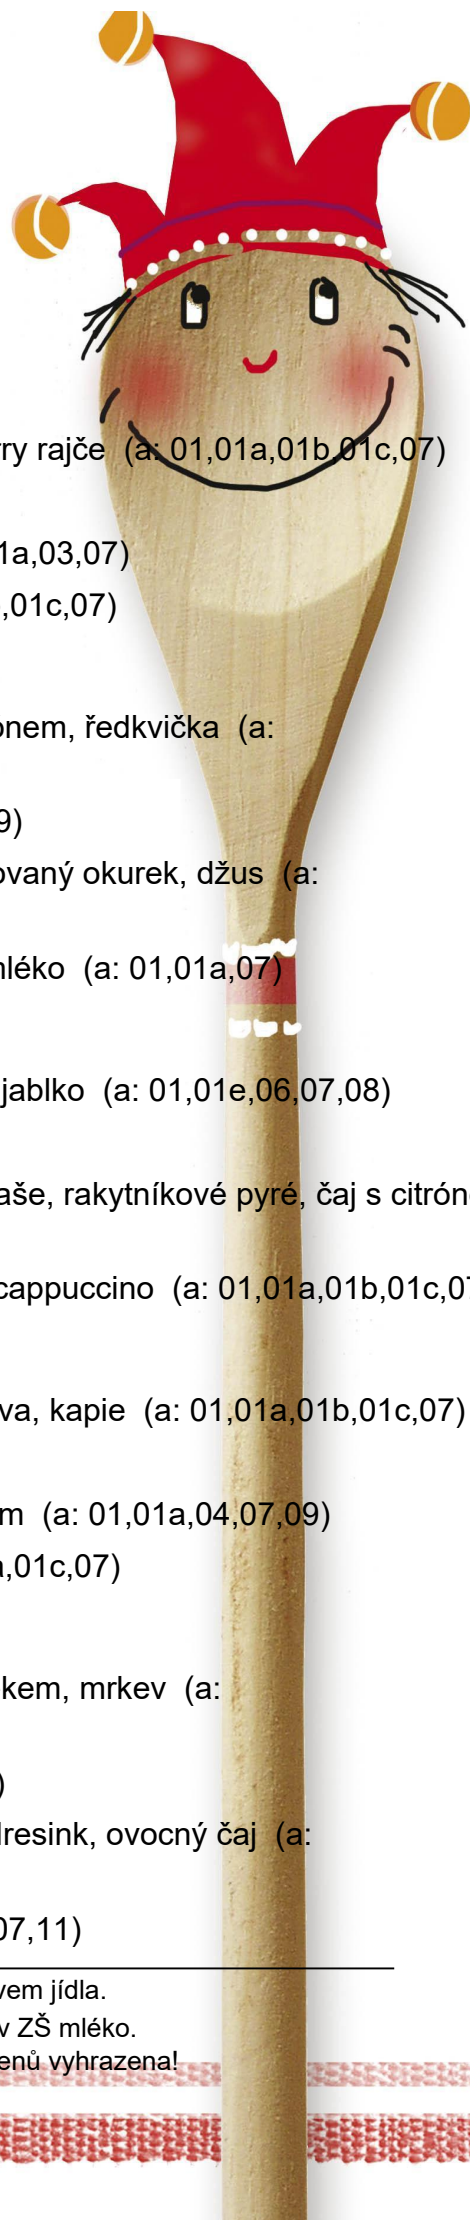 rry rajče (a: 01,01a,01b,01c,07)
1a,03,07)
,01c,07)
onem, ředkvička (a:
9)
ovaný okurek, džus (a:
mléko (a: 01,01a,07)
jablko (a: 01,01e,06,07,08)
aše, rakytníkové pyré, čaj s citrón
cappuccino (a: 01,01a,01b,01c,07
va, kapie (a: 01,01a,01b,01c,07)
m (a: 01,01a,04,07,09)
a,01c,07)
kem, mrkev (a:
)
dresink, ovocný čaj (a:
07,11)
vem jídla.
v ZŠ mléko.
enů vyhrazena!